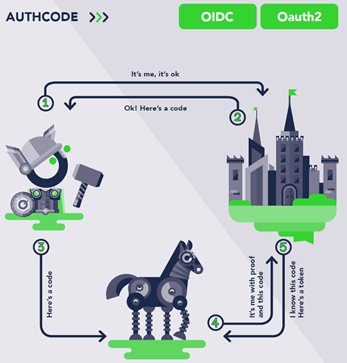 AUTHCODE
OIDC
Oauth2
It's me, it's ok
1
Ok! Here's a code
2
3
Here's a code
4
It's me with proof
and this code
5
I know this code
Here's a token